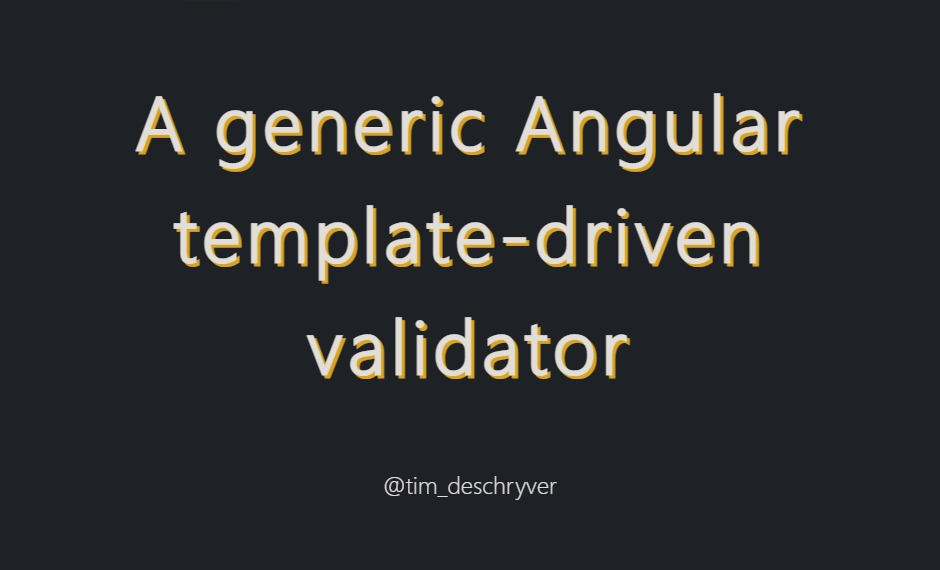 A generic Angular
template-driven
validator
@tim_deschryver